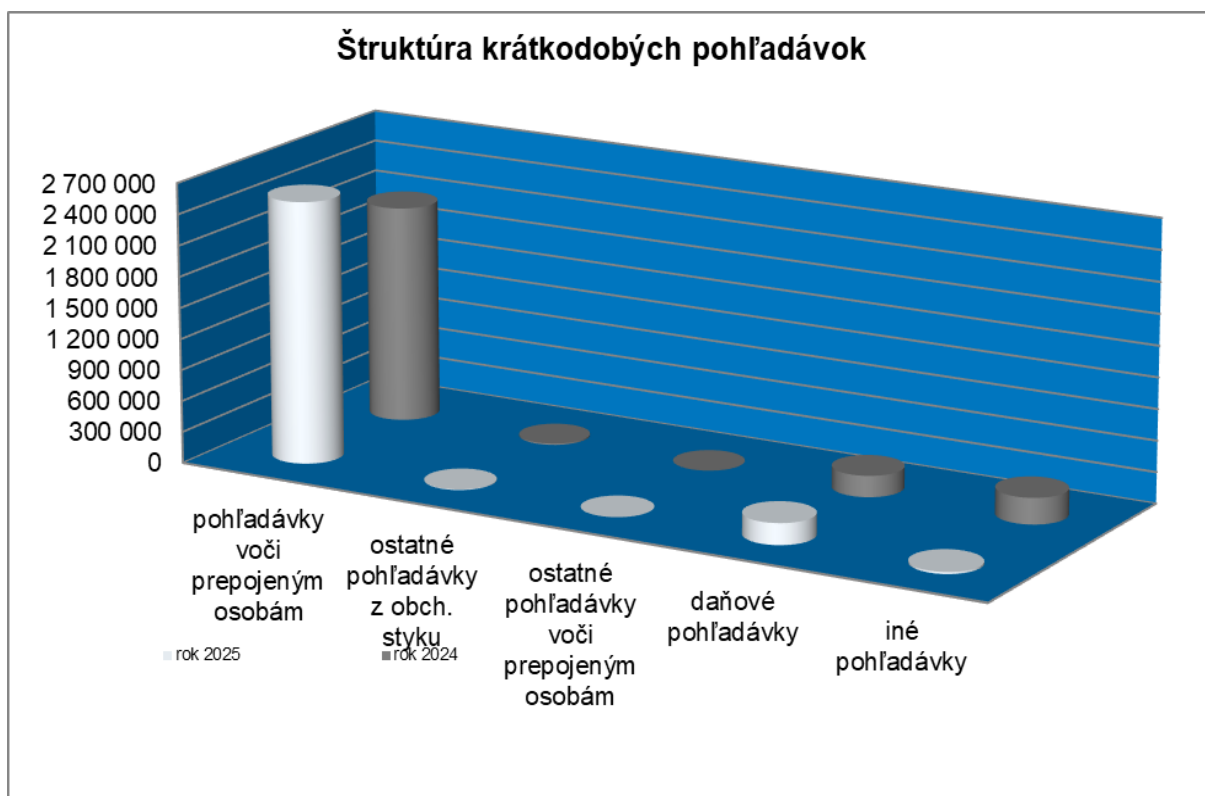 Štruktúra krátkodobých pohľadávok
2 700 000
2 400 000
2 100 000
1 800 000
1 500 000
1 200 000
900 000
600 000
300 000
0
pohľadávky
voči
prepojeným
osobám
ostatné
pohľadávky
z obch.
styku
ostatné
pohľadávky
voči
prepojeným
osobám
daňové
pohľadávky
iné
pohľadávky
rok 2025
rok 2024